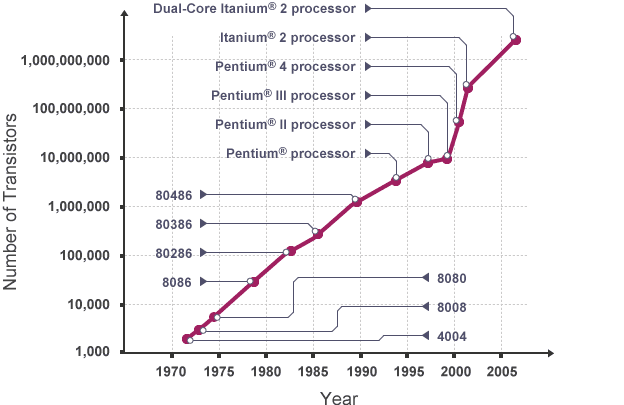 Dual-Core Itanium® 2 processor
Itanium® 2 processor
1,000,000,000
Pentium® 4 processor
Pentium® III processor
100,000,000
Pentium® II processor
Pentium® processor
10,000,000
80486
1,000,000
80386
80286
100,000
8080
8086
10,000
8008
4004
1,000
Number of Transistors
1970 1975 1980 1985 1990 1995 2000 2005
Year